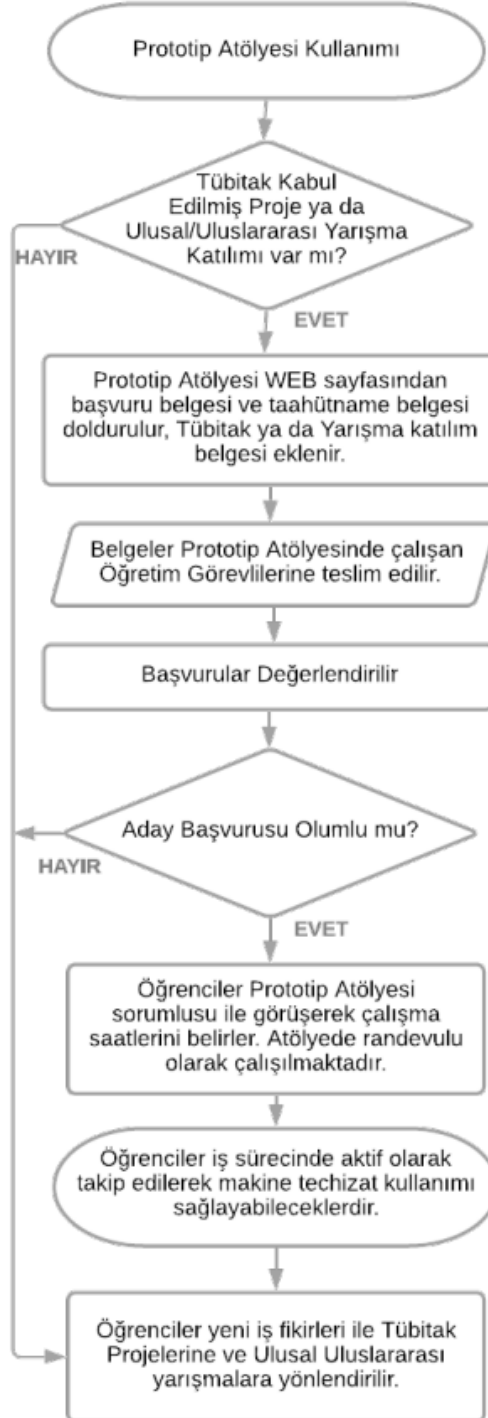 Prototip Atölyesi Kullanımı
Tübitak Kabul
Edilmiş Proje ya da
Ulusal/Uluslararası Yarışma
Katılımı var mı?
HAYIR
EVET
Prototip Atölyesi WEB sayfasından
başvuru belgesi ve taahütname belgesi
doldurulur, Tübitak ya da Yarışma katılım
belgesi eklenir.
Belgeler Prototip Atölyesinde çalışan
Öğretim Görevlilerine teslim edilir.
Başvurular Değerlendirilir
Aday Başvurusu Olumlu mu?
HAYIR
EVET
Öğrenciler Prototip Atölyesi
sorumlusu ile görüşerek çalışma
saatlerini belirler. Atölyede randevulu
olarak çalışılmaktadır.
Öğrenciler iş sürecinde aktif olarak
takip edilerek makine techizat kullanımı
sağlayabileceklerdir.
Öğrenciler yeni iş fikirleri ile Tübitak
Projelerine ve Ulusal Uluslararası
yarışmalara yönlendirilir.